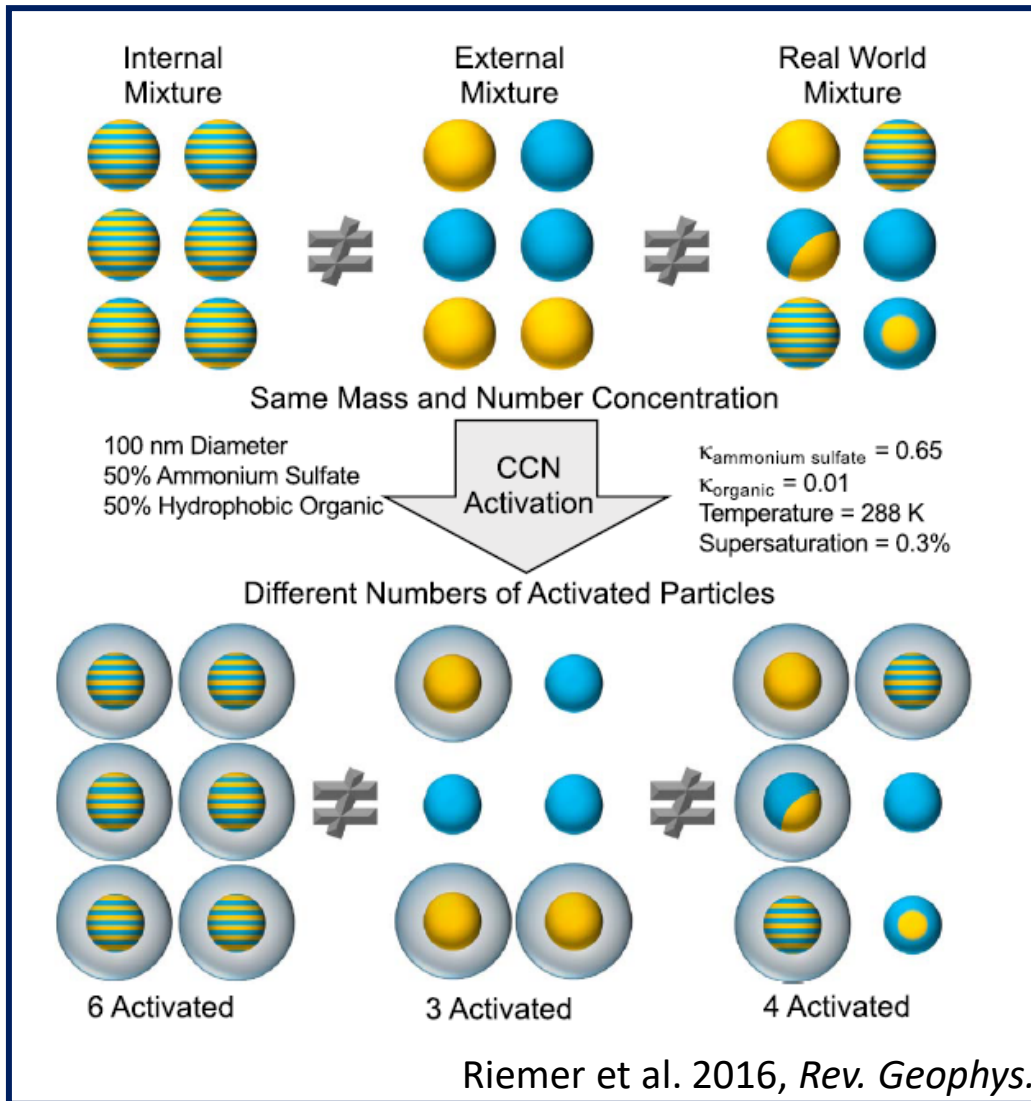 Internal Mixture
External Mixture
Real World Mixture
≠ ≠
Same Mass and Number Concentration
100 nm Diameter
50% Ammonium Sulfate
50% Hydrophobic Organic
CCN
Activation
κammonium sulfate = 0.65
κorganic = 0.01
Temperature = 288 K
Supersaturation = 0.3%
Different Numbers of Activated Particles
≠ ≠
6 Activated
3 Activated
4 Activated
Riemer et al. 2016, Rev. Geophys.